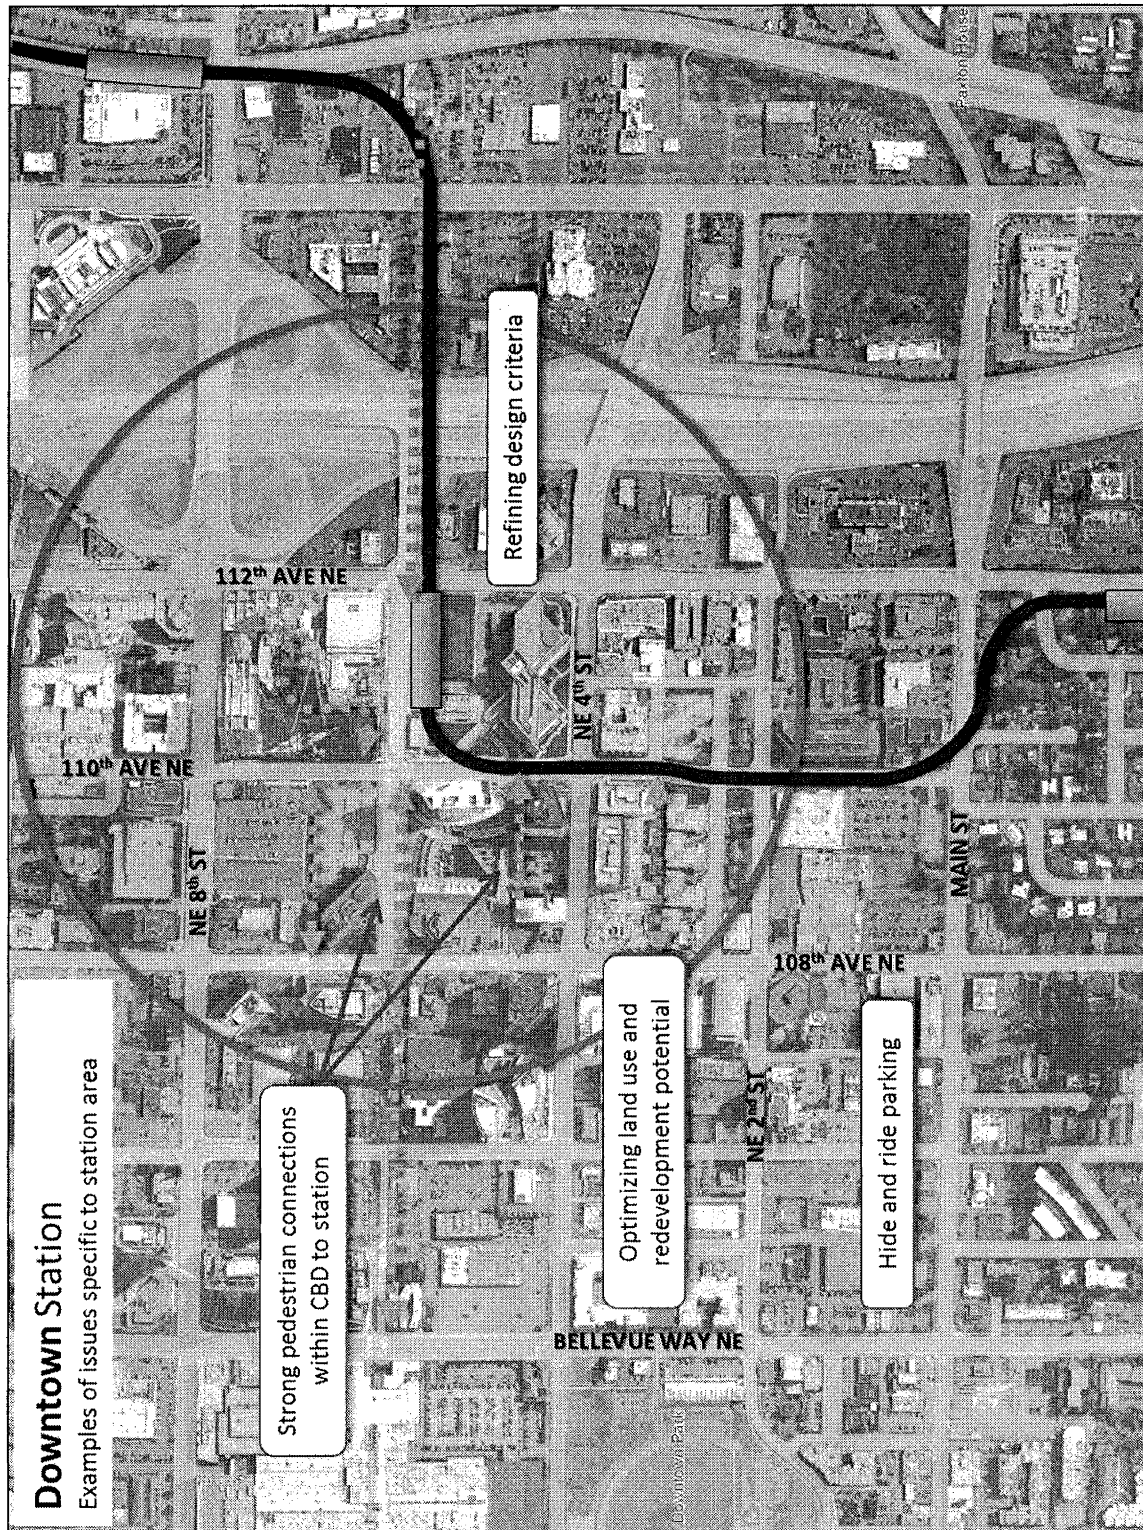 Downtown Station
Examples of issues specific to station area
Strong pedestrian connections
within CBD to station
Optimizing land use and
redevelopment potential
Hide and ride parking
Refining design criteria
NE 8th ST
110th AVE NE
112th AVE NE
NE 4th ST
108th AVE NE
NE 2nd ST
MAIN ST
BELLEVUE WAY NE
Downtown Park